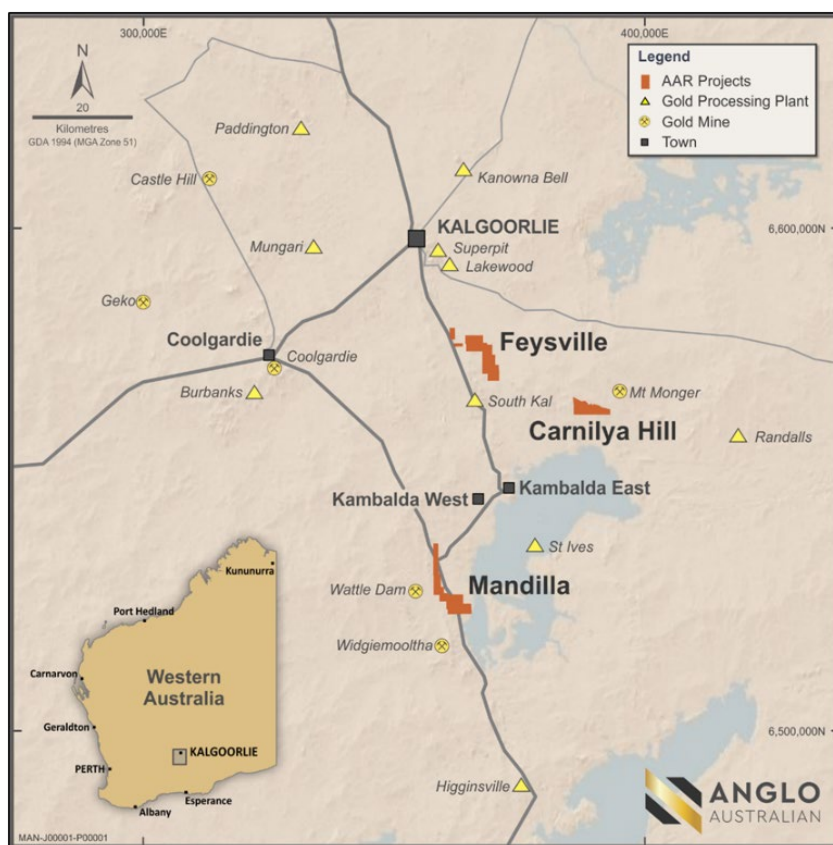 300,000E
400,000E
N
20
Kilometres
GDA 1994 (MGA Zone 51)
Legend
AAR Projects
Gold Processing Plant
Gold Mine
Town
Paddington
Castle Hill
Kanowna Bell
KALGOORLIE
6,600,000N
Mungari
Superpit
Lakewood
Geko
Coolgardie
Coolgardie
Feysville
Burbanks
South Kal
Mt Monger
Carnilya Hill
Randalls
Kambalda West
Kambalda East
St Ives
Wattle Dam
Mandilla
Widgiemooltha
6,500,000N
Higginsville
Kununurra
Port Hedland
Western
Australia
Carnarvon
Geraldton
KALGOORLIE
PERTH
Esperance
Albany
MAN-J00001-P00001
ANGLO
AUSTRALIAN